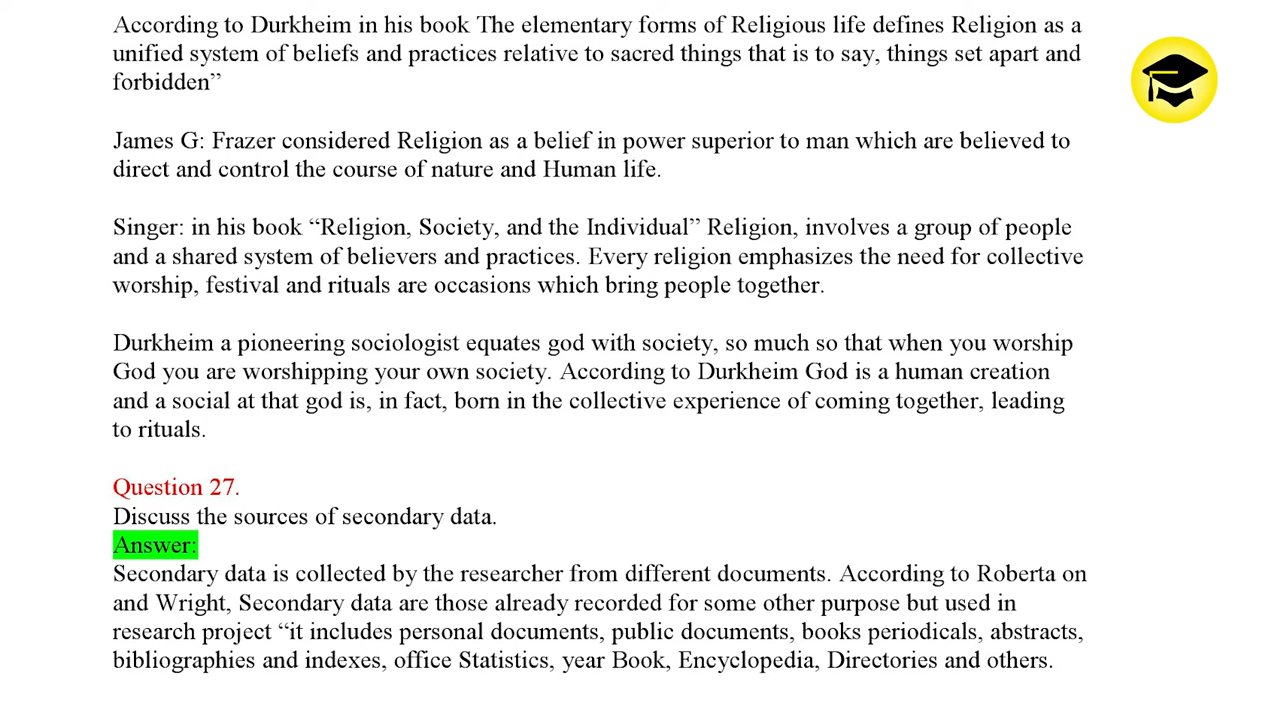 According to Durkheim in his book The elementary forms of Religious life defines Religion as a
unified system of beliefs and practices relative to sacred things that is to say, things set apart and
forbidden”
James G: Frazer considered Religion as a belief in power superior to man which are believed to
direct and control the course of nature and Human life.
Singer: in his book “Religion, Society, and the Individual” Religion, involves a group of people
and a shared system of believers and practices. Every religion emphasizes the need for collective
worship, festival and rituals are occasions which bring people together.
Durkheim a pioneering sociologist equates god with society, so much so that when you worship
God you are worshipping your own society. According to Durkheim God is a human creation
and a social at that god is, in fact, born in the collective experience of coming together, leading
to rituals.
Question 27.
Discuss the sources of secondary data.
Answer:
Secondary data is collected by the researcher from different documents. According to Roberta on
and Wright, Secondary data are those already recorded for some other purpose but used in
research project “it includes personal documents, public documents, books periodicals, abstracts,
bibliographies and indexes, office Statistics, year Book, Encyclopedia, Directories and others.